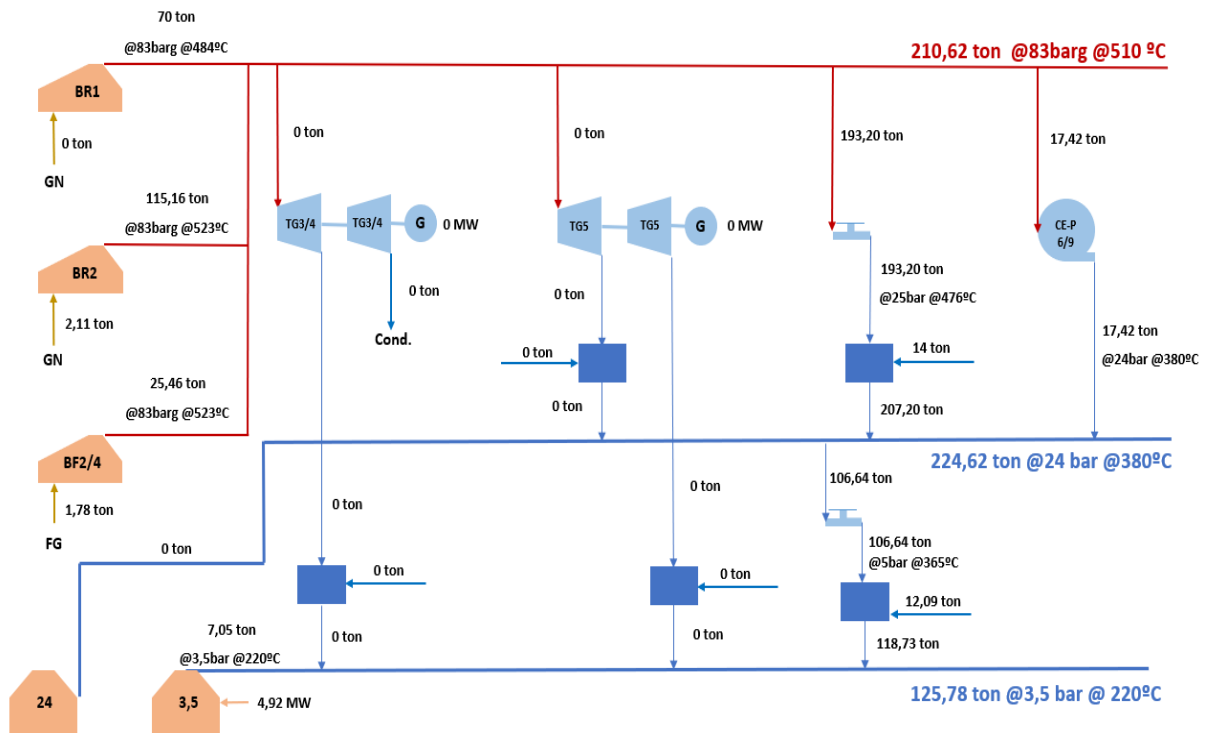 70 ton
@83barg @484ºC
210,62 ton @83barg @510 ºC
BR1
0 ton
GN
0 ton
0 ton
193,20 ton
17,42 ton
115,16 ton
@83barg @523ºC
TG3/4
TG3/4
G
0 MW
TG5
TG5
G
0 MW
CE-P
6/9
BR2
2,11 ton
GN
0 ton
Cond.
0 ton
193,20 ton
@25bar @476ºC
17,42 ton
@24bar @380ºC
0 ton
14 ton
25,46 ton
@83barg @523ºC
0 ton
207,20 ton
BF2/4
1,78 ton
FG
224,62 ton @24 bar @380ºC
106,64 ton
0 ton
0 ton
0 ton
106,64 ton
@5bar @365ºC
0 ton
0 ton
12,09 ton
7,05 ton
@3,5bar @220ºC
0 ton
0 ton
118,73 ton
24
3,5
4,92 MW
125,78 ton @3,5 bar @ 220ºC